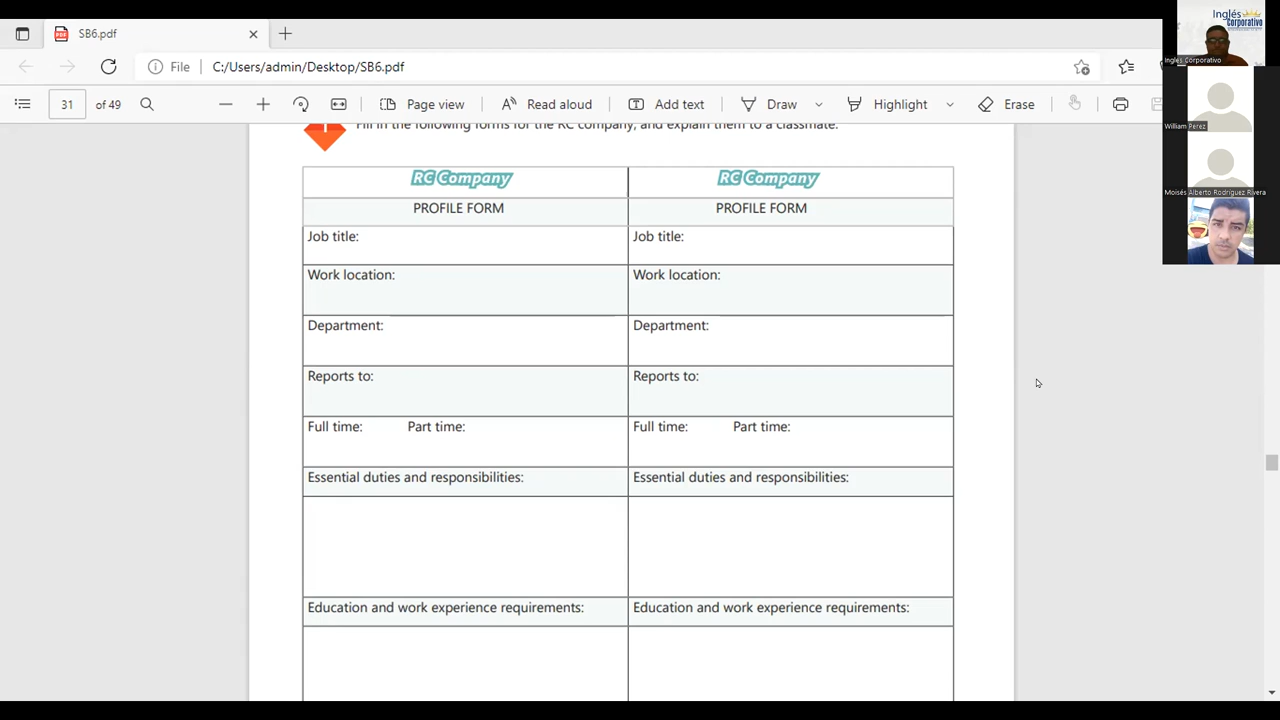 SB6.pdf
File C:/Users/admin/Desktop/SB6.pdf
31 of 49 Page view Read aloud Add text Draw Highlight Erase
Fill in the following forms for the RC company, and explain them to a classmate.
RC Company RC Company
PROFILE FORM PROFILE FORM
Job title: Job title:
Work location: Work location:
Department: Department:
Reports to: Reports to:
Full time: Part time: Full time: Part time:
Essential duties and responsibilities: Essential duties and responsibilities:
Education and work experience requirements: Education and work experience requirements:
Inglés
Corporativo
Inglés Corporativo
William Perez
Moisés Alberto Rodríguez Rivera